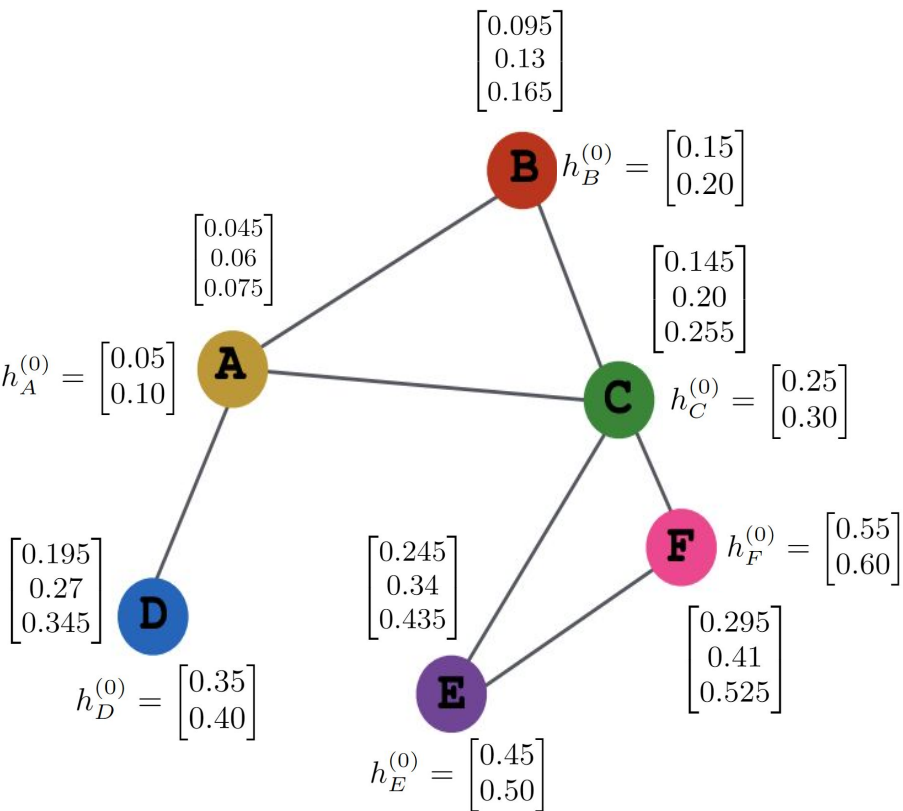 [0.095
0.13
0.165]
B
h_B^{(0)} = [0.15
0.20]
[0.045
0.06
0.075]
[0.145
0.20
0.255]
h_A^{(0)} = [0.05
0.10]
A
C
h_C^{(0)} = [0.25
0.30]
[0.195
0.27
0.345]
D
h_D^{(0)} = [0.35
0.40]
[0.245
0.34
0.435]
F
h_F^{(0)} = [0.55
0.60]
[0.295
0.41
0.525]
E
h_E^{(0)} = [0.45
0.50]